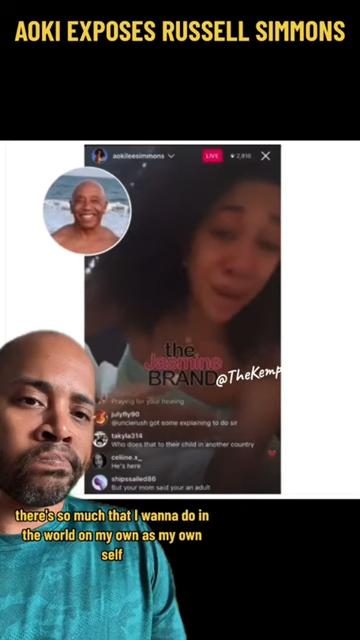 AOKI EXPOSES RUSSELL SIMMONS
aokileesimmons
LIVE
2,816
the
Jasmine
BRAND
@TheKemp
Praying for your healing
julyfly90
@unclerush got some explaining to do sir
takyla314
Who does that to their child in another country
celiine.x_
He's here
shipssailed86
But your mom said your an adult
there's so much that I wanna do in
the world on my own as my own
self